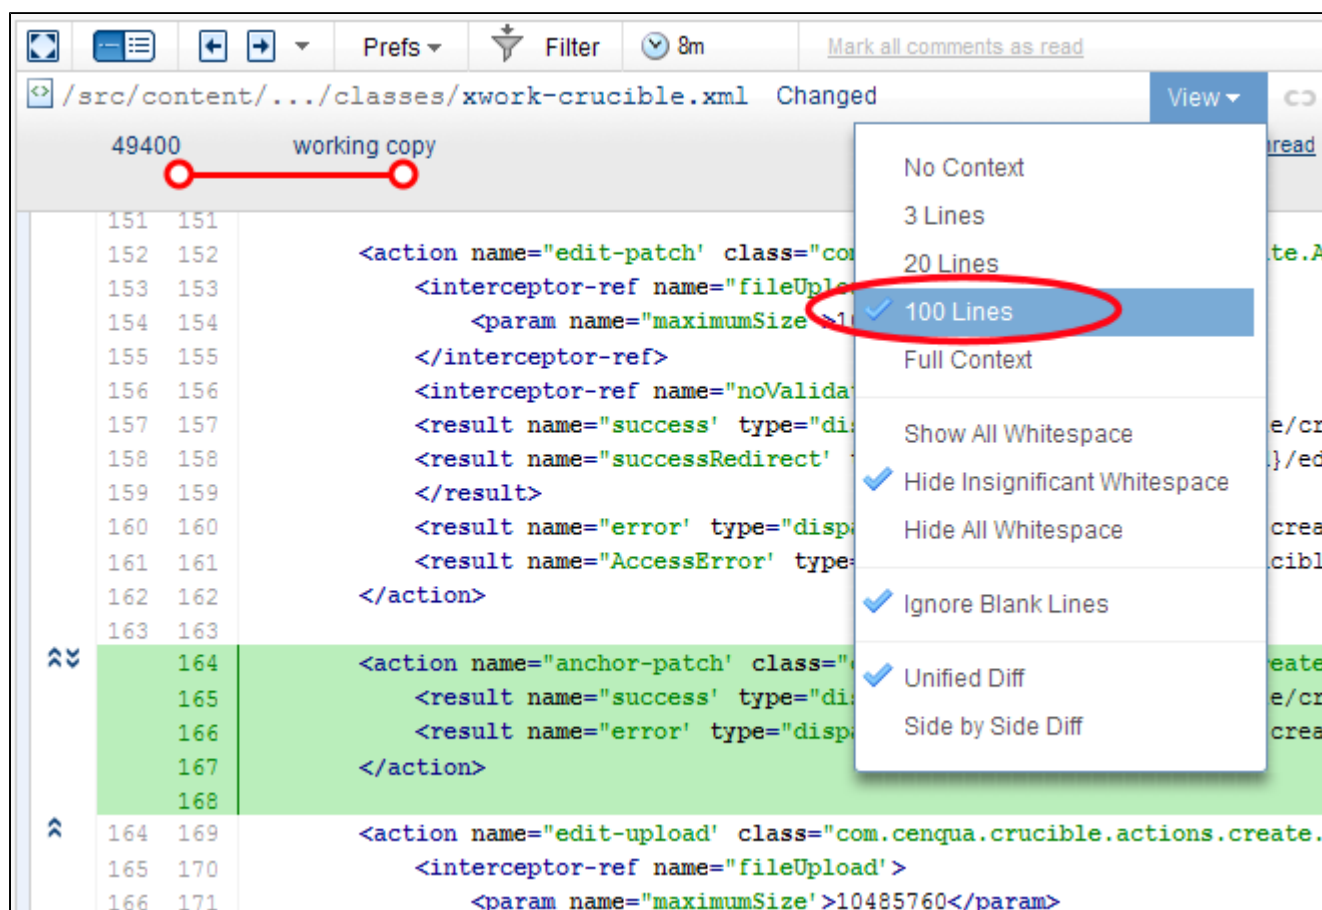 Prefs Filter 8m Mark all comments as read
/src/content/.../classes/xwork-crucible.xml Changed View
49400 working copy
No Context
3 Lines
20 Lines
100 Lines
Full Context
Show All Whitespace
Hide Insignificant Whitespace
Hide All Whitespace
Ignore Blank Lines
Unified Diff
Side by Side Diff
151 151
152 152 <action name="edit-patch' class="
153 153 <interceptor-ref name="
154 154 <param name="maximumSize'>
155 155 </interceptor-ref>
156 156 <interceptor-ref name="
157 157 <result name="success' type="
158 158 <result name="successRedirect'
159 159 </result>
160 160 <result name="error' type="
161 161 <result name="AccessError' type=
162 162 </action>
163 163
164 <action name="anchor-patch' class="
165 <result name="success' type="
166 <result name="error' type="
167 </action>
168
164 169 <action name="edit-upload' class="com.cenqua.crucible.actions.create.
165 170 <interceptor-ref name="fileUpload'>
166 171 <param name="maximumSize'>10485760</param>